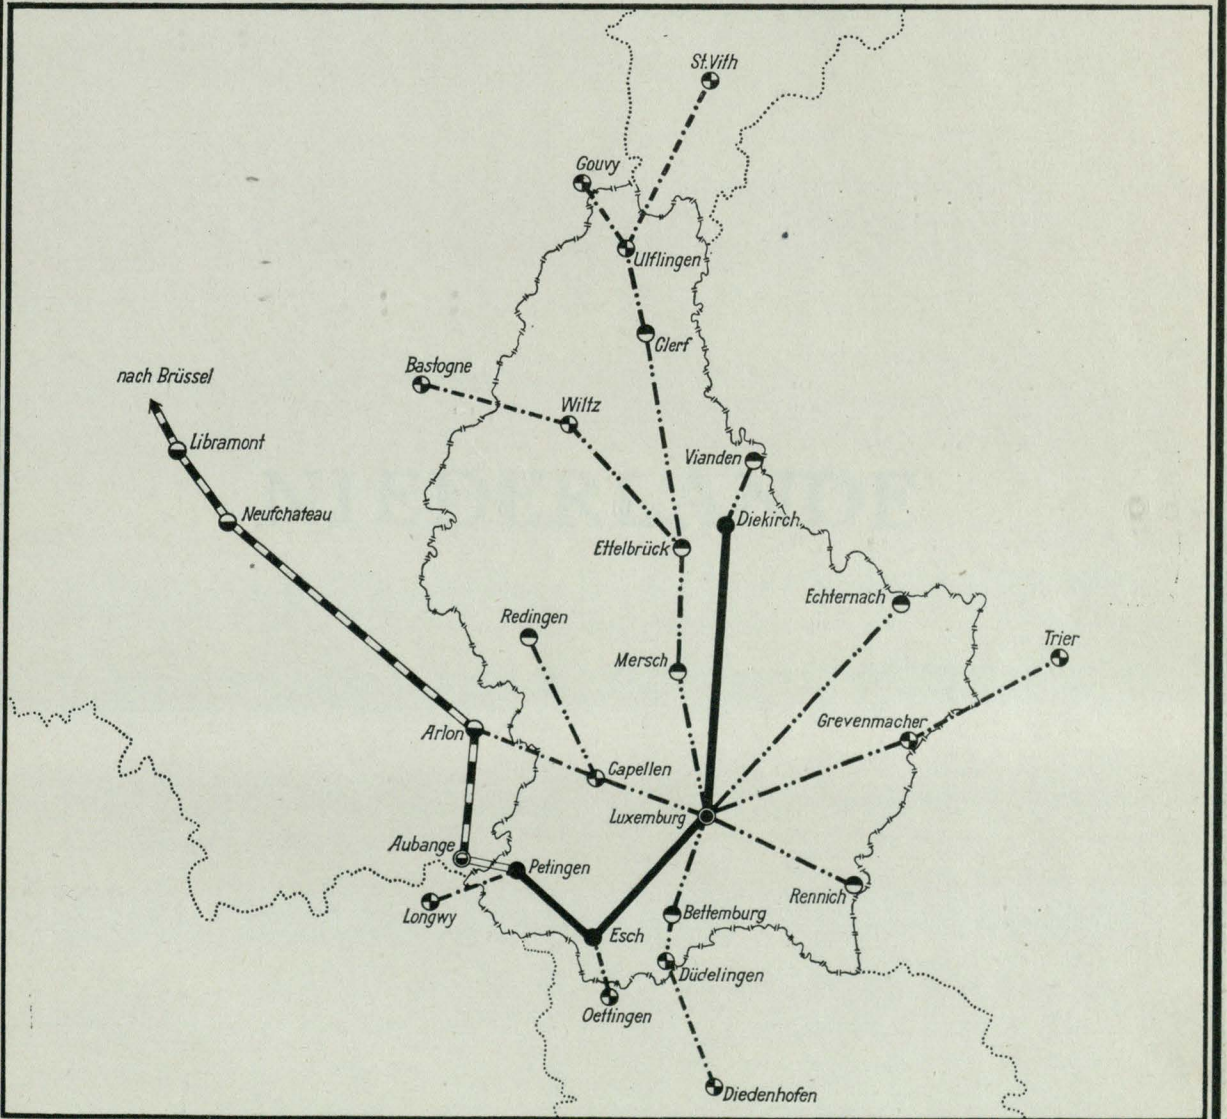 St.Vith
Gouvy
Ulflingen
Clerf
Bastogne
nach Brüssel
Wiltz
Libramont
Vianden
Neufchateau
Diekirch
Ettelbrück
Echternach
Redingen
Trier
Mersch
Grevenmacher
Arlon
Capellen
Luxemburg
Aubange
Petingen
Rennich
Longwy
Bettemburg
Esch
Düdelingen
Oettingen
Diedenhofen